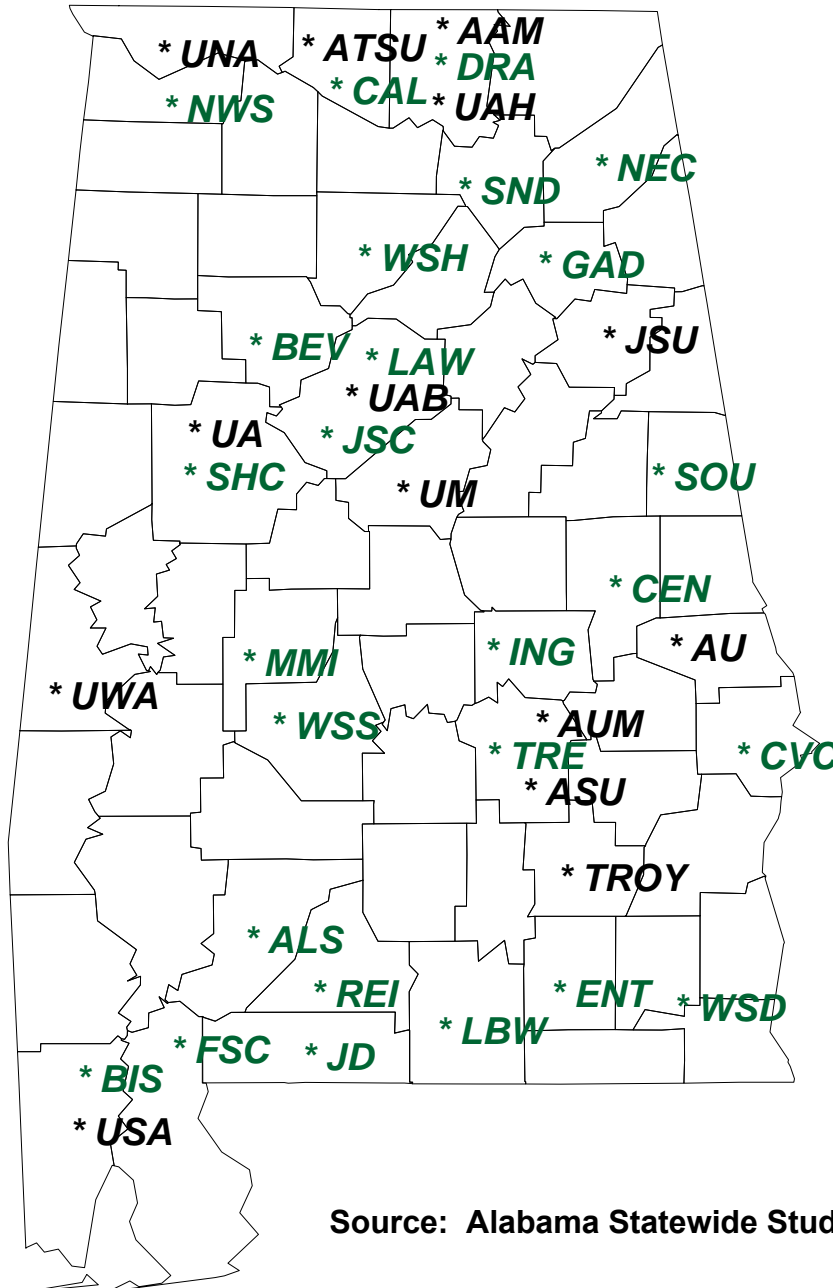 * AAM
* UNA
* ATSU
* DRA
* CAL
* NWS
* UAH
* NEC
* SND
* WSH
* GAD
* JSU
* BEV
* LAW
* UAB
* UA
* JSC
* SHC
* SOU
* UM
* CEN
* AU
* ING
* MMI
* UWA
* WSS
* AUM
* TRE
* CVC
* ASU
* TROY
* ALS
* REI
* ENT
* WSD
* LBW
* FSC
* JD
* BIS
* USA
Source: Alabama Statewide Stud